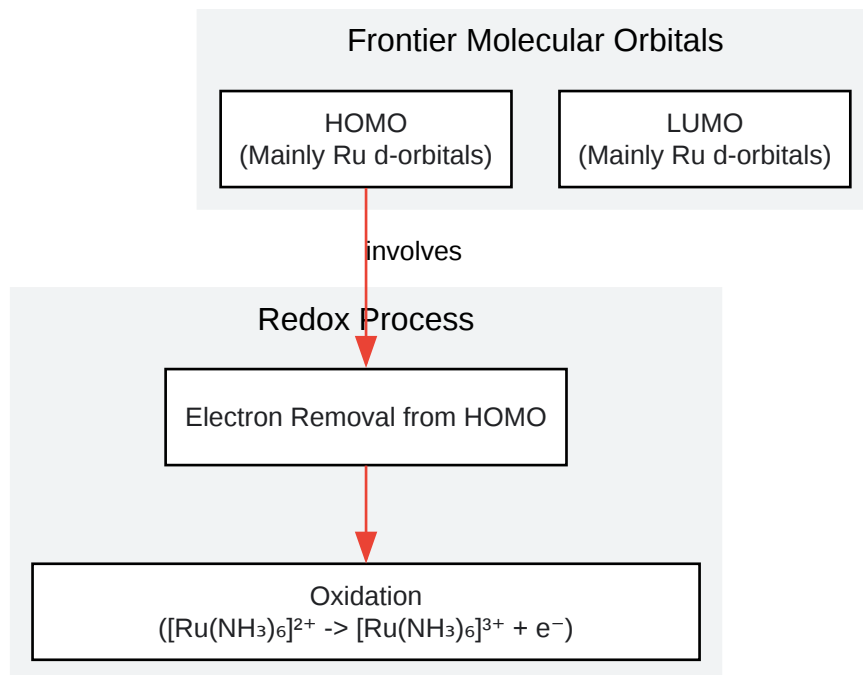 Frontier Molecular Orbitals
HOMO
(Mainly Ru d-orbitals)
LUMO
(Mainly Ru d-orbitals)
involves
Redox Process
Electron Removal from HOMO
Oxidation
([Ru(NH₃)₆]²⁺ -> [Ru(NH₃)₆]³⁺ + e⁻)